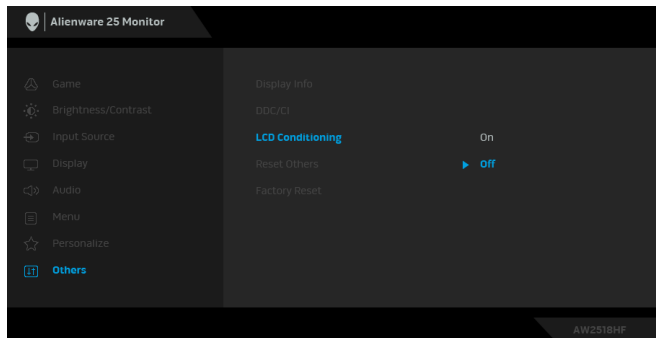 Alienware 25 Monitor
Game
Display Info
Brightness/Contrast
DDC/CI
Input Source
LCD Conditioning
On
Display
Reset Others
Off
Audio
Factory Reset
Menu
Personalize
Others
AW2518HF